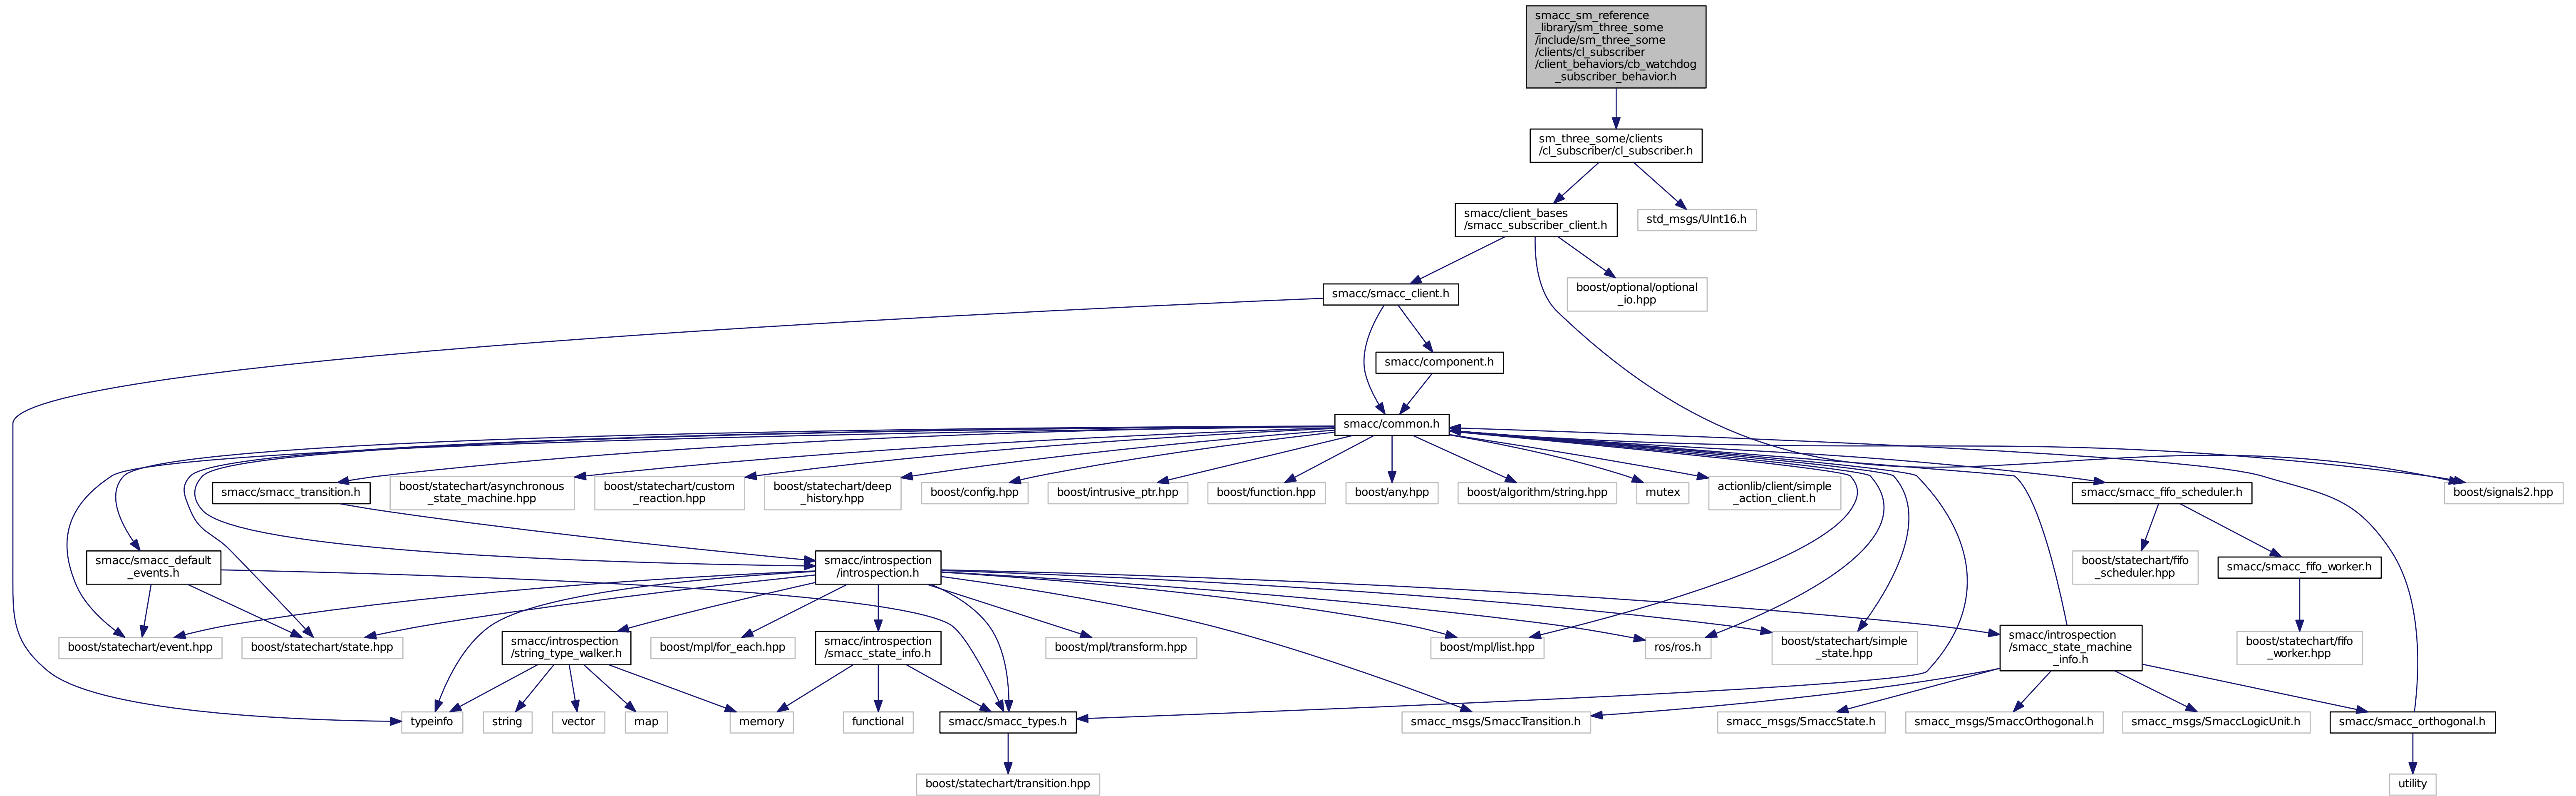 smacc_sm_reference
_library/sm_three_some
/include/sm_three_some
/clients/cl_subscriber
/client_behaviors/cb_watchdog
_subscriber_behavior.h
sm_three_some/clients
/cl_subscriber/cl_subscriber.h
smacc/client_bases
/smacc_subscriber_client.h
std_msgs/UInt16.h
smacc/smacc_client.h
boost/optional/optional
_io.hpp
smacc/component.h
smacc/common.h
smacc/smacc_transition.h
boost/statechart/asynchronous
_state_machine.hpp
boost/statechart/custom
_reaction.hpp
boost/statechart/deep
_history.hpp
boost/config.hpp
boost/intrusive_ptr.hpp
boost/function.hpp
boost/any.hpp
boost/algorithm/string.hpp
mutex
actionlib/client/simple
_action_client.h
smacc/smacc_fifo_scheduler.h
boost/signals2.hpp
smacc/smacc_default
_events.h
smacc/introspection
/introspection.h
boost/statechart/fifo
_scheduler.hpp
smacc/smacc_fifo_worker.h
boost/statechart/event.hpp
boost/statechart/state.hpp
smacc/introspection
/string_type_walker.h
boost/mpl/for_each.hpp
smacc/introspection
/smacc_state_info.h
boost/mpl/transform.hpp
boost/mpl/list.hpp
ros/ros.h
boost/statechart/simple
_state.hpp
smacc/introspection
/smacc_state_machine
_info.h
boost/statechart/fifo
_worker.hpp
typeinfo
string
vector
map
memory
functional
smacc/smacc_types.h
smacc_msgs/SmaccTransition.h
smacc_msgs/SmaccState.h
smacc_msgs/SmaccOrthogonal.h
smacc_msgs/SmaccLogicUnit.h
smacc/smacc_orthogonal.h
boost/statechart/transition.hpp
utility